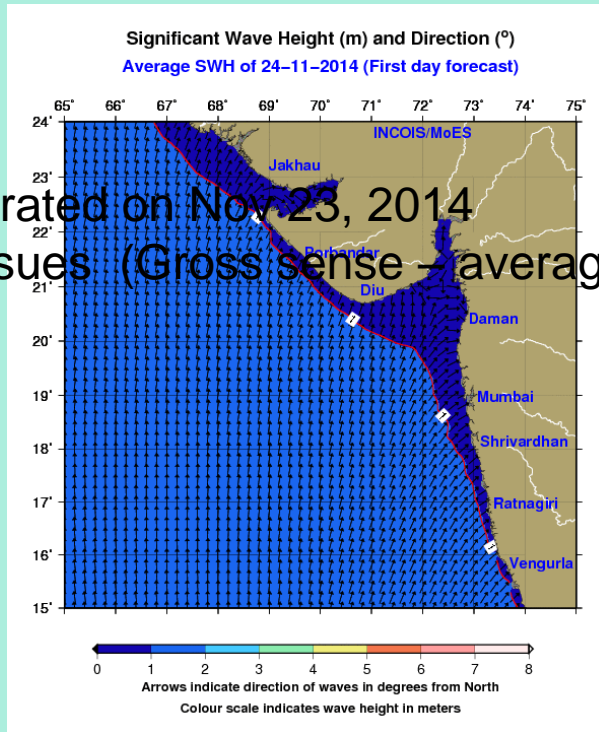 Significant Wave Height (m) and Direction (°)
Average SWH of 24−11−2014 (First day forecast)
65° 66° 67° 68° 69° 70° 71° 72° 73° 74° 75°
24°
INCOIS/MoES
Jakhau
23°
rated on Nov 23, 2014
22°
Porbandar
sues (Gross sense – averag
21°
Diu
Daman
20°
19°
Mumbai
Shrivardhan
18°
17°
Ratnagiri
16°
Vengurla
15°
1
1
1
1
0 1 2 3 4 5 6 7 8
Arrows indicate direction of waves in degrees from North
Colour scale indicates wave height in meters